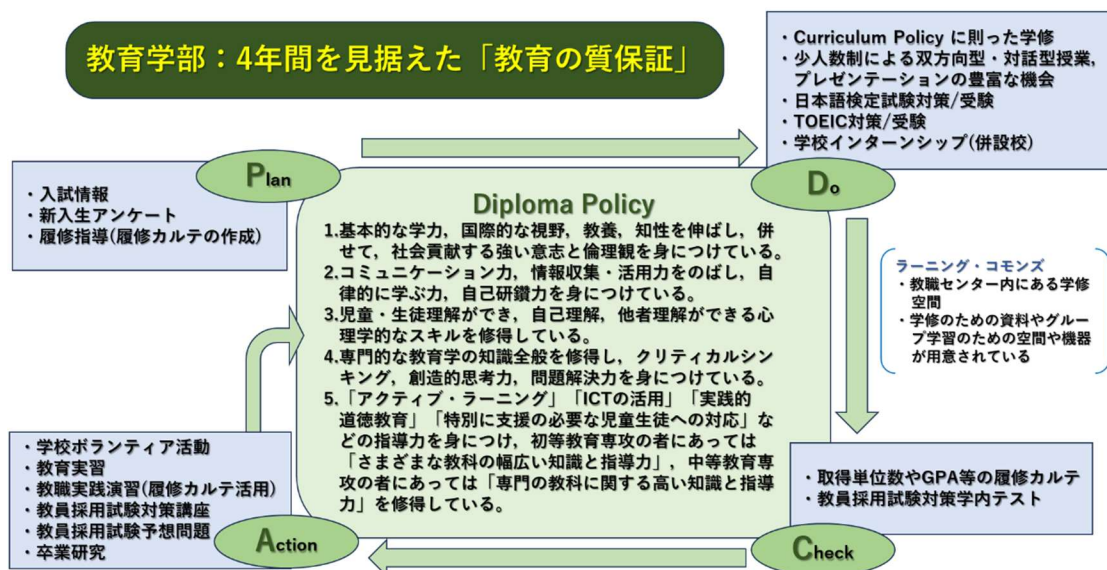 教育学部：4年間を見据えた「教育の質保証」
Plan
・入試情報
・新入生アンケート
・履修指導(履修カルテの作成)
・Curriculum Policy に則った学修
・少人数制による双方向型・対話型授業,
プレゼンテーションの豊富な機会
・日本語検定試験対策/受験
・TOEIC対策/受験
・学校インターンシップ(併設校)
Do
Diploma Policy
1.基本的な学力，国際的な視野，教養，知性を伸ばし，併
せて，社会貢献する強い意志と倫理観を身につけている。
2.コミュニケーション力，情報収集・活用力をのばし，自
律的に学ぶ力，自己研鑽力を身につけている。
3.児童・生徒理解ができ，自己理解，他者理解ができる心
理学的なスキルを修得している。
4.専門的な教育学の知識全般を修得し，クリティカルシン
キング，創造的思考力，問題解決力を身につけている。
5.「アクティブ・ラーニング」「ICTの活用」「実践的
道徳教育」「特別に支援の必要な児童生徒への対応」な
どの指導力を身につけ，初等教育専攻の者にあっては
「さまざまな教科の幅広い知識と指導力」，中等教育専
攻の者にあっては「専門の教科に関する高い知識と指導
力」を修得している。
ラーニング・コモンズ
・教職センター内にある学修
空間
・学修のための資料やグルー
プ学習のための空間や機器
が用意されている
・取得単位数やGPA等の履修カルテ
・教員採用試験対策学内テスト
Check
・学校ボランティア活動
・教育実習
・教職実践演習(履修カルテ活用)
・教員採用試験対策講座
・教員採用試験予想問題
・卒業研究
Action